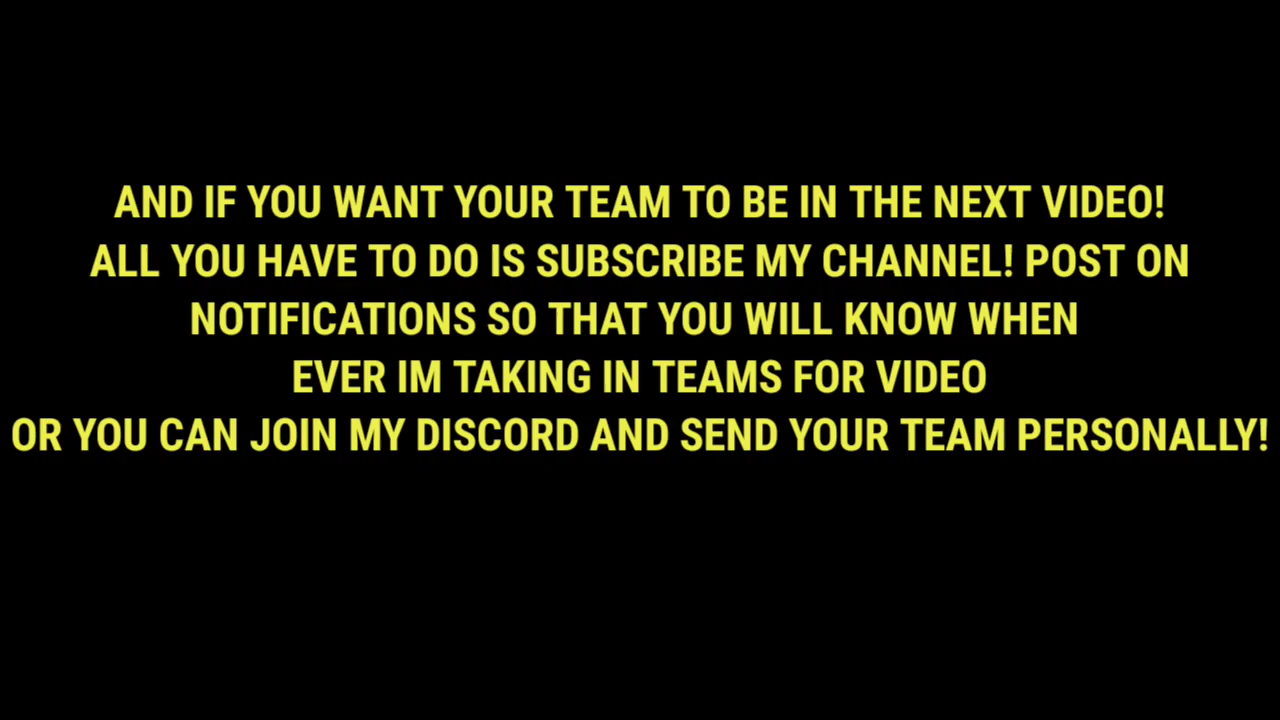 AND IF YOU WANT YOUR TEAM TO BE IN THE NEXT VIDEO!
ALL YOU HAVE TO DO IS SUBSCRIBE MY CHANNEL! POST ON
NOTIFICATIONS SO THAT YOU WILL KNOW WHEN
EVER IM TAKING IN TEAMS FOR VIDEO
OR YOU CAN JOIN MY DISCORD AND SEND YOUR TEAM PERSONALLY!